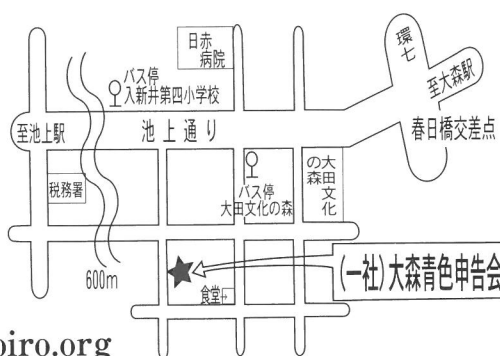 環七
至大森駅
春日橋交差点
日赤
病院
バス停
入新井第四小学校
至池上駅
池上通り
バス停
大田文化の森
大田文化
の森
税務署
600m
食堂→
(一社)大森青色申告会
oiro.org